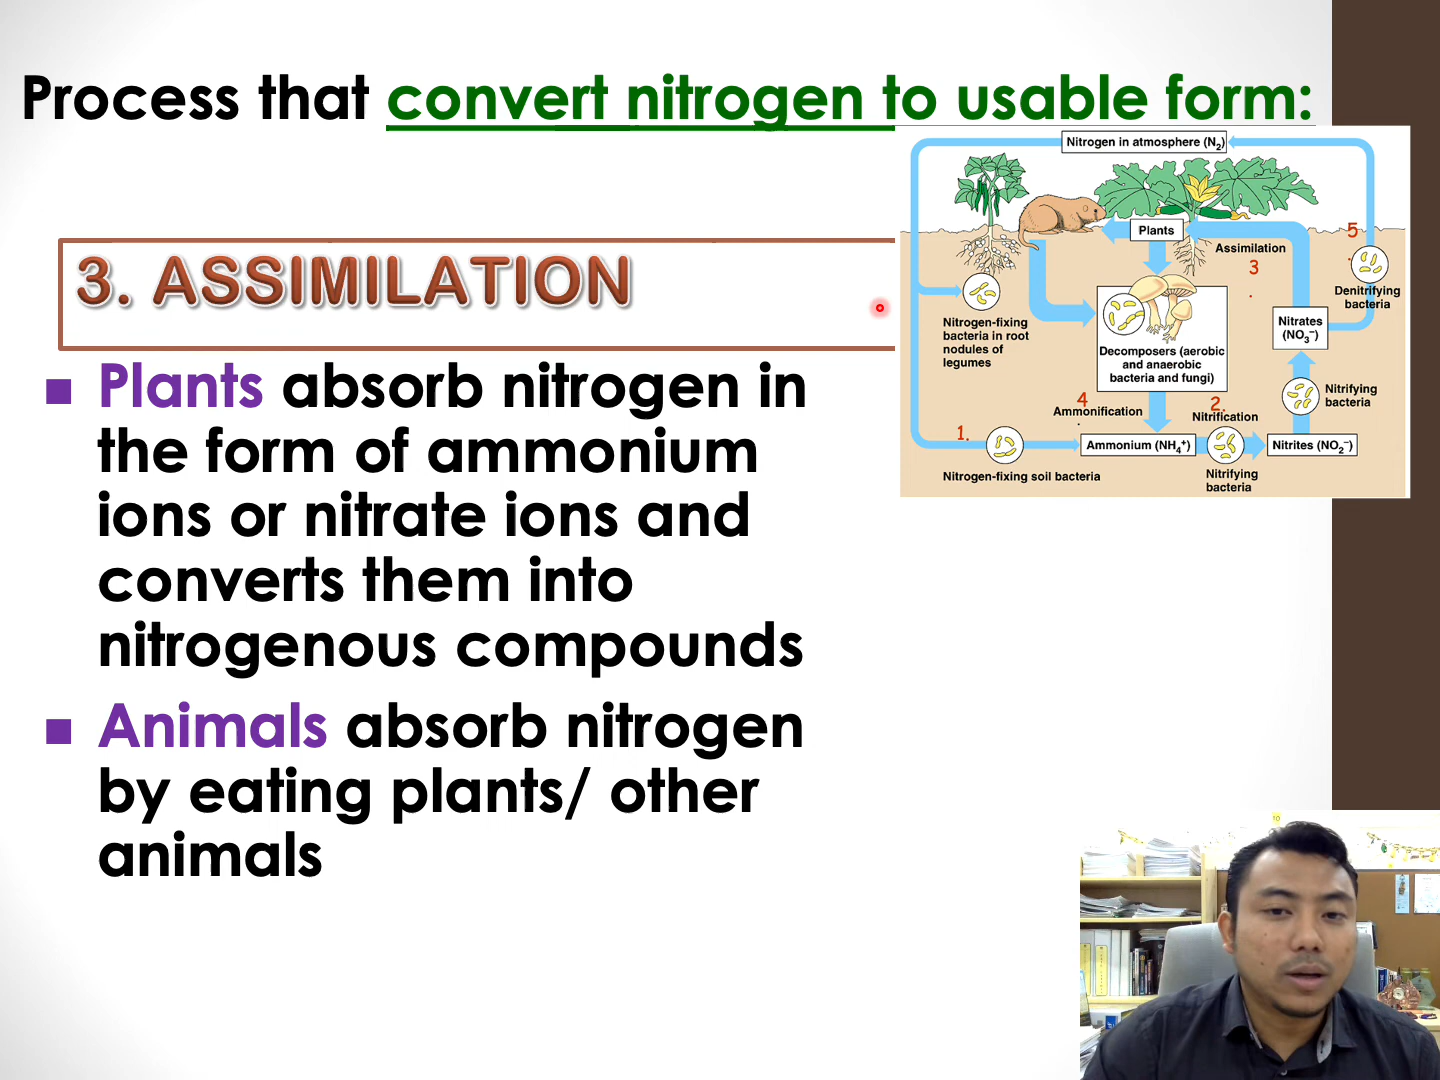 Process that convert nitrogen to usable form:
3. ASSIMILATION
■ Plants absorb nitrogen in
the form of ammonium
ions or nitrate ions and
converts them into
nitrogenous compounds
■ Animals absorb nitrogen
by eating plants/ other
animals
Nitrogen in atmosphere (N₂)
Plants
Assimilation
3
.
5
.
Denitrifying
bacteria
Nitrogen-fixing
bacteria in root
nodules of
legumes
Decomposers (aerobic
and anaerobic
bacteria and fungi)
Nitrates
(NO₃⁻)
Nitrifying
bacteria
4
.
Ammonification
2.
Nitrification
1.
Ammonium (NH₄⁺)
Nitrites (NO₂⁻)
Nitrogen-fixing soil bacteria
Nitrifying
bacteria